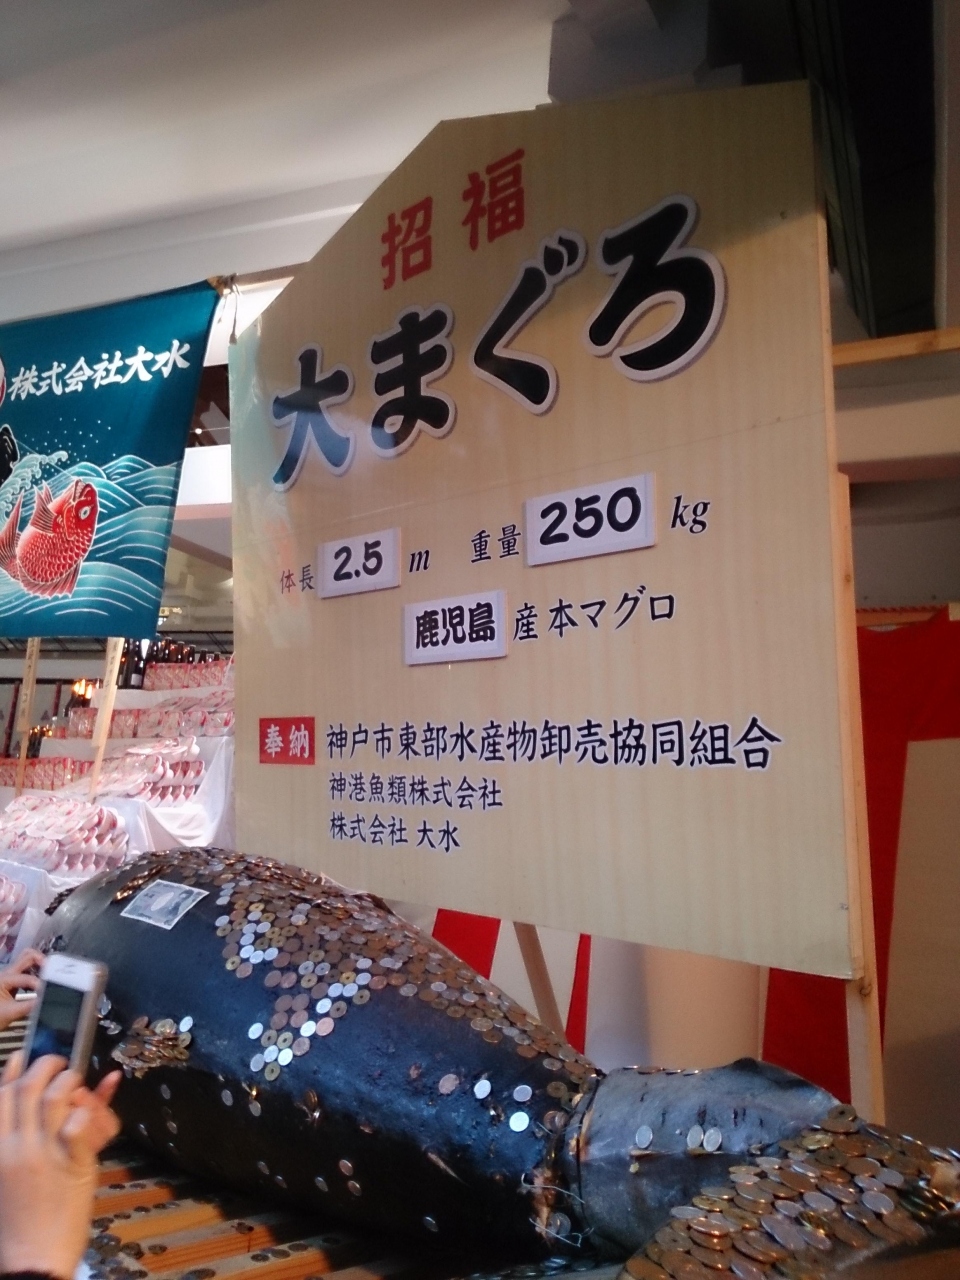 招福
大まぐろ
体長 2.5 m 重量 250 kg
鹿児島 産本マグロ
奉納 神戸市東部水産物卸売協同組合
神港魚類株式会社
株式会社 大水
株式会社大水